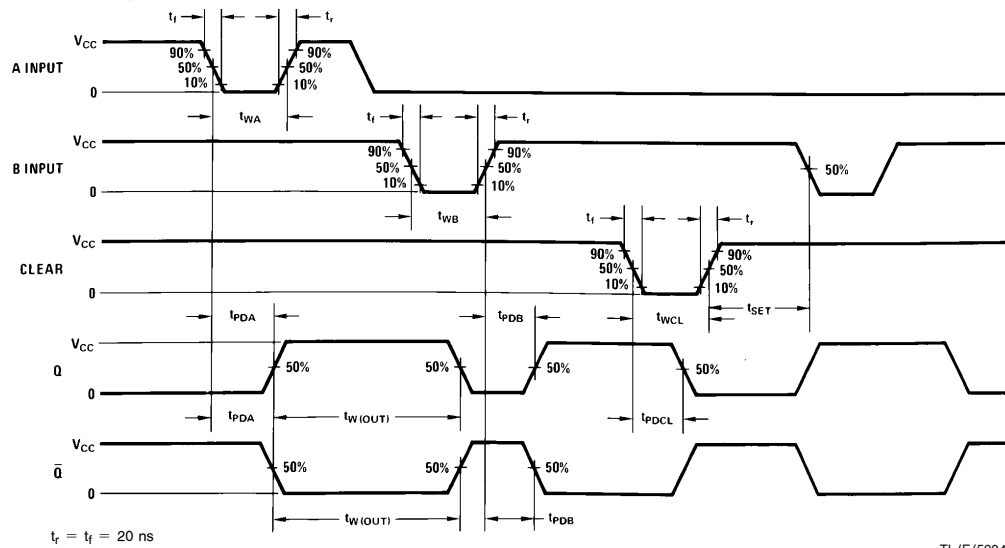 tf tr
VCC
A INPUT
90% 90%
50% 50%
10% 10%
0
tWA
tf tr
VCC
B INPUT
90% 90%
50% 50% 50%
10% 10%
0
tWB
tf tr
VCC
CLEAR
90% 90%
50% 50%
10% 10%
0
tPDA tPDB tWCL tSET
VCC
Q
50% 50% 50% 50%
0
tPDA tW(OUT) tPDCL
VCC
Q̄
50% 50% 50%
0
tW(OUT) tPDB
tr = tf = 20 ns